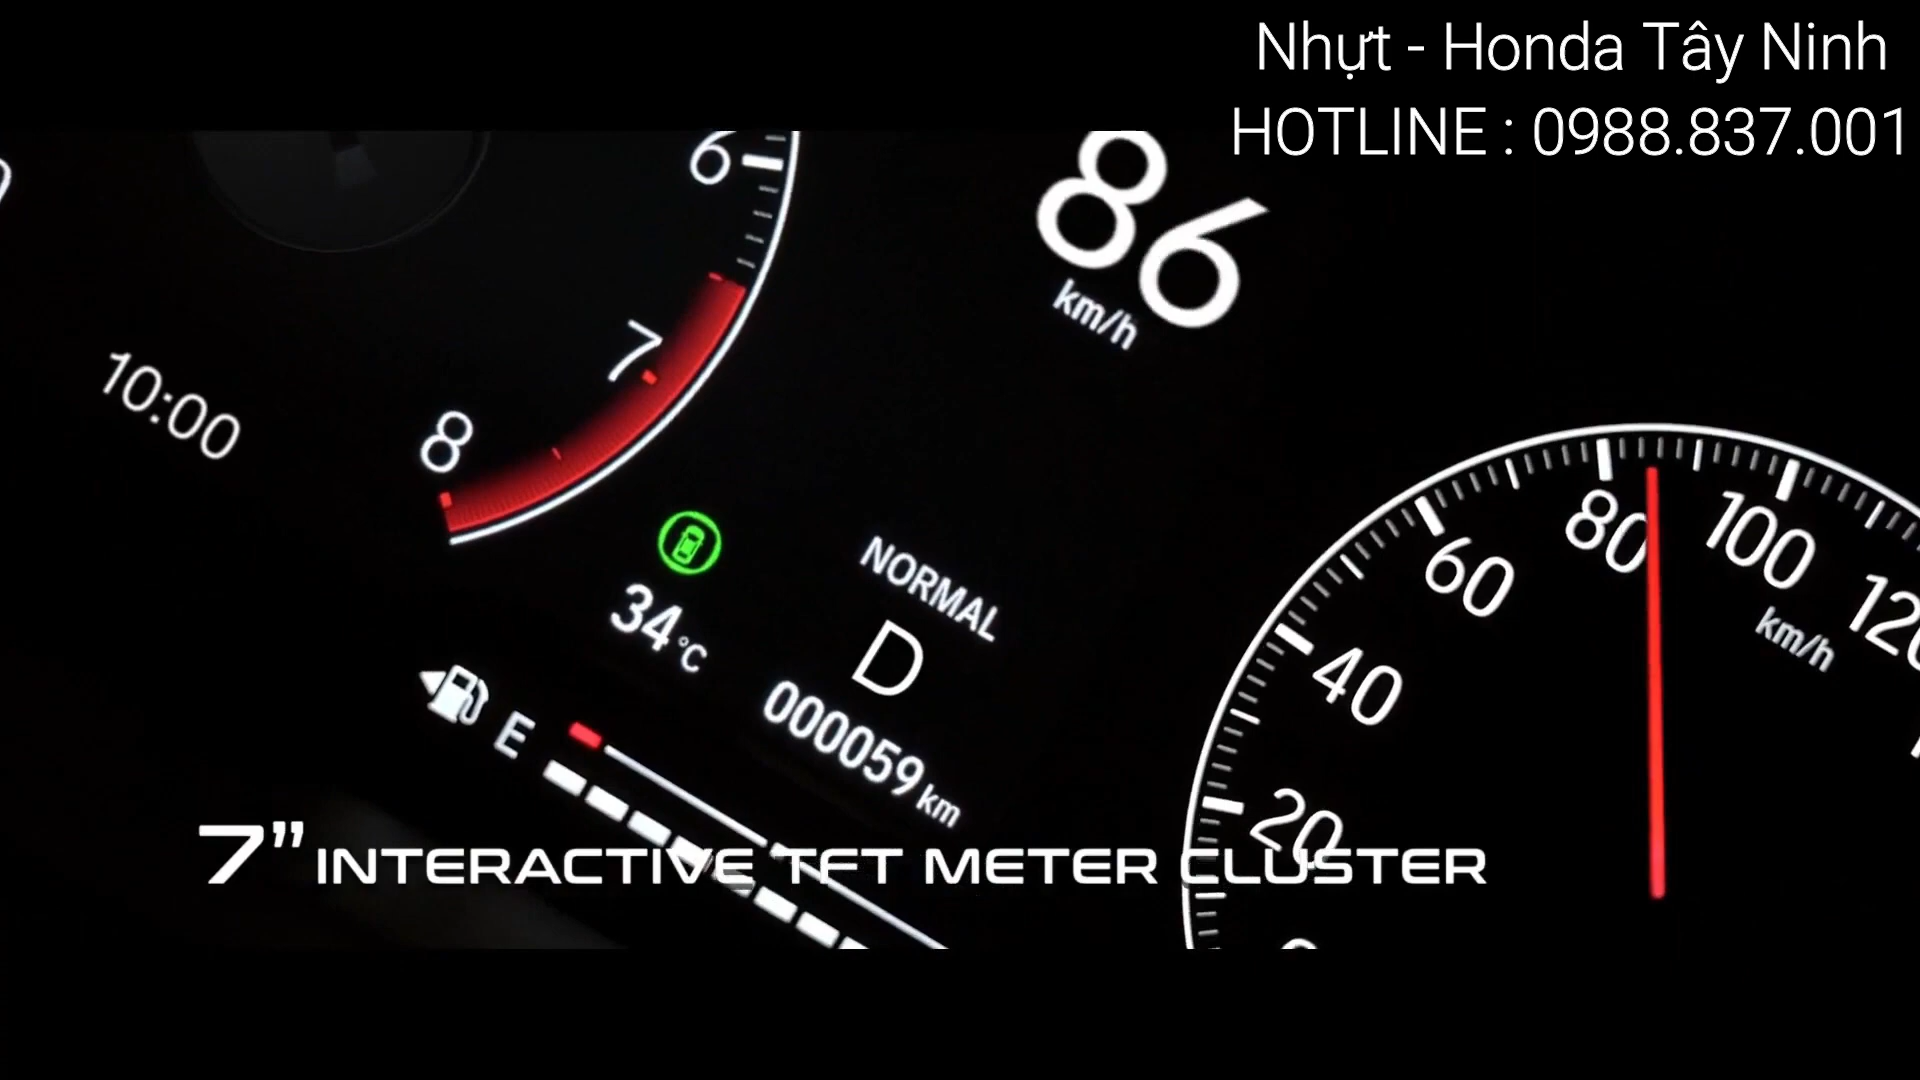 Nhựt - Honda Tây Ninh
HOTLINE : 0988.837.001
6
7
8
10:00
86
km/h
34°C
NORMAL
D
000059 km
E
20
40
60
80
100
km/h
7” INTERACTIVE TFT METER CLUSTER